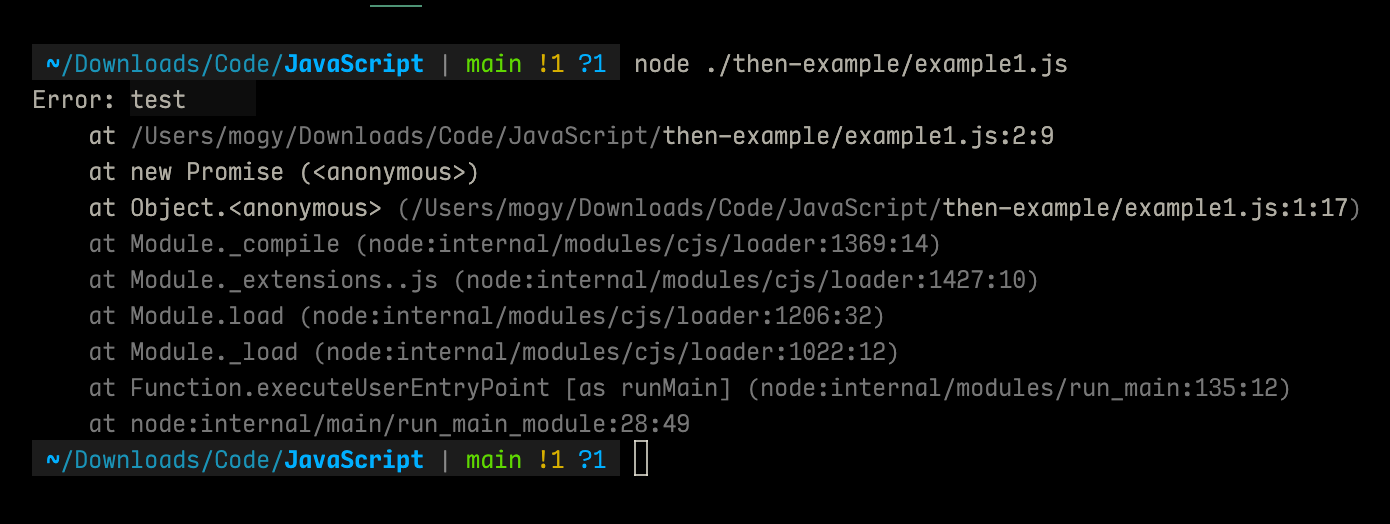 ~/Downloads/Code/JavaScript | main !1 ?1 node ./then-example/example1.js
Error: test
at /Users/mogy/Downloads/Code/JavaScript/then-example/example1.js:2:9
at new Promise (<anonymous>)
at Object.<anonymous> (/Users/mogy/Downloads/Code/JavaScript/then-example/example1.js:1:17)
at Module._compile (node:internal/modules/cjs/loader:1369:14)
at Module._extensions..js (node:internal/modules/cjs/loader:1427:10)
at Module.load (node:internal/modules/cjs/loader:1206:32)
at Module._load (node:internal/modules/cjs/loader:1022:12)
at Function.executeUserEntryPoint [as runMain] (node:internal/modules/run_main:135:12)
at node:internal/main/run_main_module:28:49
~/Downloads/Code/JavaScript | main !1 ?1